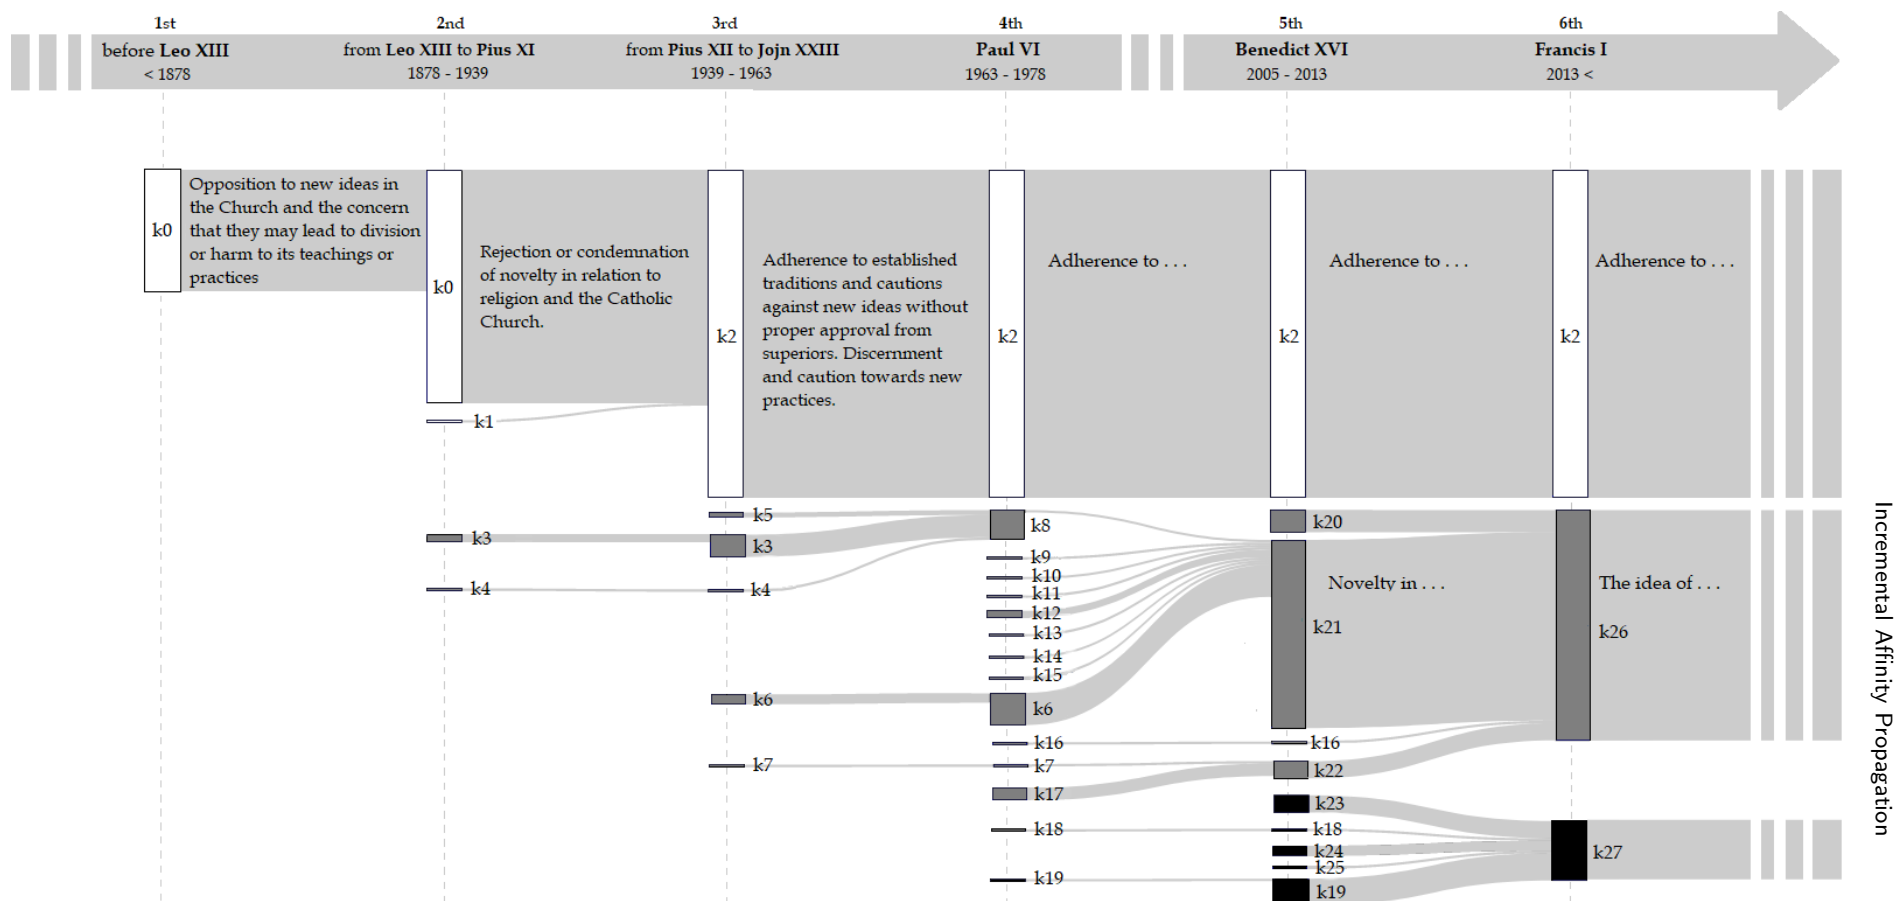 1st
2nd
3rd
4th
5th
6th
before Leo XIII
from Leo XIII to Pius XI
from Pius XII to Jojn XXIII
Paul VI
Benedict XVI
Francis I
< 1878
1878 - 1939
1939 - 1963
1963 - 1978
2005 - 2013
2013 <
k0
Opposition to new ideas in
the Church and the concern
that they may lead to division
or harm to its teachings or
practices
k0
Rejection or condemnation
of novelty in relation to
religion and the Catholic
Church.
k1
k3
k4
k2
Adherence to established
traditions and cautions
against new ideas without
proper approval from
superiors. Discernment
and caution towards new
practices.
k5
k3
k4
k6
k7
k2
Adherence to . . .
k8
k9
k10
k11
k12
k13
k14
k15
k6
k16
k7
k17
k18
k19
k2
Adherence to . . .
k20
Novelty in . . .
k21
k16
k22
k23
k18
k24
k25
k19
k2
Adherence to . . .
The idea of . . .
k26
k27
Incremental Affinity Propagation